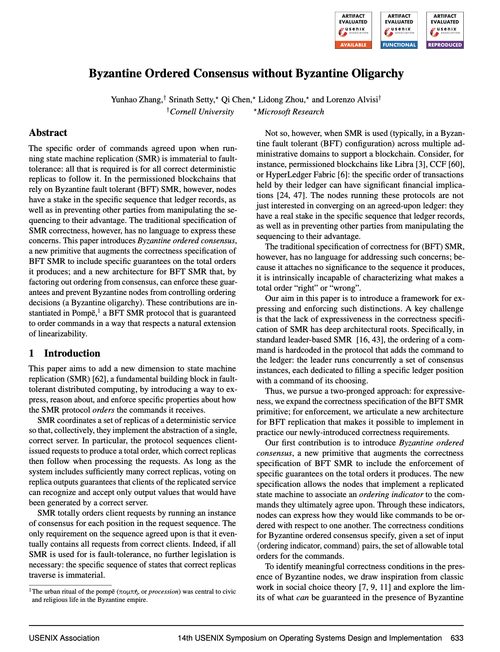 ARTIFACT
EVALUATED
usenix
ASSOCIATION
AVAILABLE
ARTIFACT
EVALUATED
usenix
ASSOCIATION
FUNCTIONAL
ARTIFACT
EVALUATED
usenix
ASSOCIATION
REPRODUCED
Byzantine Ordered Consensus without Byzantine Oligarchy
Yunhao Zhang,† Srinath Setty,* Qi Chen,* Lidong Zhou,* and Lorenzo Alvisi†
†Cornell University *Microsoft Research
Abstract
The specific order of commands agreed upon when run-
ning state machine replication (SMR) is immaterial to fault-
tolerance: all that is required is for all correct deterministic
replicas to follow it. In the permissioned blockchains that
rely on Byzantine fault tolerant (BFT) SMR, however, nodes
have a stake in the specific sequence that ledger records, as
well as in preventing other parties from manipulating the se-
quencing to their advantage. The traditional specification of
SMR correctness, however, has no language to express these
concerns. This paper introduces Byzantine ordered consensus,
a new primitive that augments the correctness specification of
BFT SMR to include specific guarantees on the total orders
it produces; and a new architecture for BFT SMR that, by
factoring out ordering from consensus, can enforce these guar-
antees and prevent Byzantine nodes from controlling ordering
decisions (a Byzantine oligarchy). These contributions are in-
stantiated in Pompē,¹ a BFT SMR protocol that is guaranteed
to order commands in a way that respects a natural extension
of linearizability.
1 Introduction
This paper aims to add a new dimension to state machine
replication (SMR) [62], a fundamental building block in fault-
tolerant distributed computing, by introducing a way to ex-
press, reason about, and enforce specific properties about how
the SMR protocol orders the commands it receives.
SMR coordinates a set of replicas of a deterministic service
so that, collectively, they implement the abstraction of a single,
correct server. In particular, the protocol sequences client-
issued requests to produce a total order, which correct replicas
then follow when processing the requests. As long as the
system includes sufficiently many correct replicas, voting on
replica outputs guarantees that clients of the replicated service
can recognize and accept only output values that would have
been generated by a correct server.
SMR totally orders client requests by running an instance
of consensus for each position in the request sequence. The
only requirement on the sequence agreed upon is that it even-
tually contains all requests from correct clients. Indeed, if all
SMR is used for is fault-tolerance, no further legislation is
necessary: the specific sequence of states that correct replicas
traverse is immaterial.
¹The urban ritual of the pompē (πομπή, or procession) was central to civic
and religious life in the Byzantine empire.
Not so, however, when SMR is used (typically, in a Byzan-
tine fault tolerant (BFT) configuration) across multiple ad-
ministrative domains to support a blockchain. Consider, for
instance, permissioned blockchains like Libra [3], CCF [60],
or HyperLedger Fabric [6]: the specific order of transactions
held by their ledger can have significant financial implica-
tions [24, 47]. The nodes running these protocols are not
just interested in converging on an agreed-upon ledger: they
have a real stake in the specific sequence that ledger records,
as well as in preventing other parties from manipulating the
sequencing to their advantage.
The traditional specification of correctness for (BFT) SMR,
however, has no language for addressing such concerns; be-
cause it attaches no significance to the sequence it produces,
it is intrinsically incapable of characterizing what makes a
total order “right” or “wrong”.
Our aim in this paper is to introduce a framework for ex-
pressing and enforcing such distinctions. A key challenge
is that the lack of expressiveness in the correctness specifi-
cation of SMR has deep architectural roots. Specifically, in
standard leader-based SMR [16, 43], the ordering of a com-
mand is hardcoded in the protocol that adds the command to
the ledger: the leader runs concurrently a set of consensus
instances, each dedicated to filling a specific ledger position
with a command of its choosing.
Thus, we pursue a two-pronged approach: for expressive-
ness, we expand the correctness specification of the BFT SMR
primitive; for enforcement, we articulate a new architecture
for BFT replication that makes it possible to implement in
practice our newly-introduced correctness requirements.
Our first contribution is to introduce Byzantine ordered
consensus, a new primitive that augments the correctness
specification of BFT SMR to include the enforcement of
specific guarantees on the total orders it produces. The new
specification allows the nodes that implement a replicated
state machine to associate an ordering indicator to the com-
mands they ultimately agree upon. Through these indicators,
nodes can express how they would like commands to be or-
dered with respect to one another. The correctness conditions
for Byzantine ordered consensus specify, given a set of input
⟨ordering indicator, command⟩ pairs, the set of allowable total
orders for the commands.
To identify meaningful correctness conditions in the pres-
ence of Byzantine nodes, we draw inspiration from classic
work in social choice theory [7, 9, 11] and explore the lim-
its of what can be guaranteed in the presence of Byzantine
USENIX Association
14th USENIX Symposium on Operating Systems Design and Implementation 633